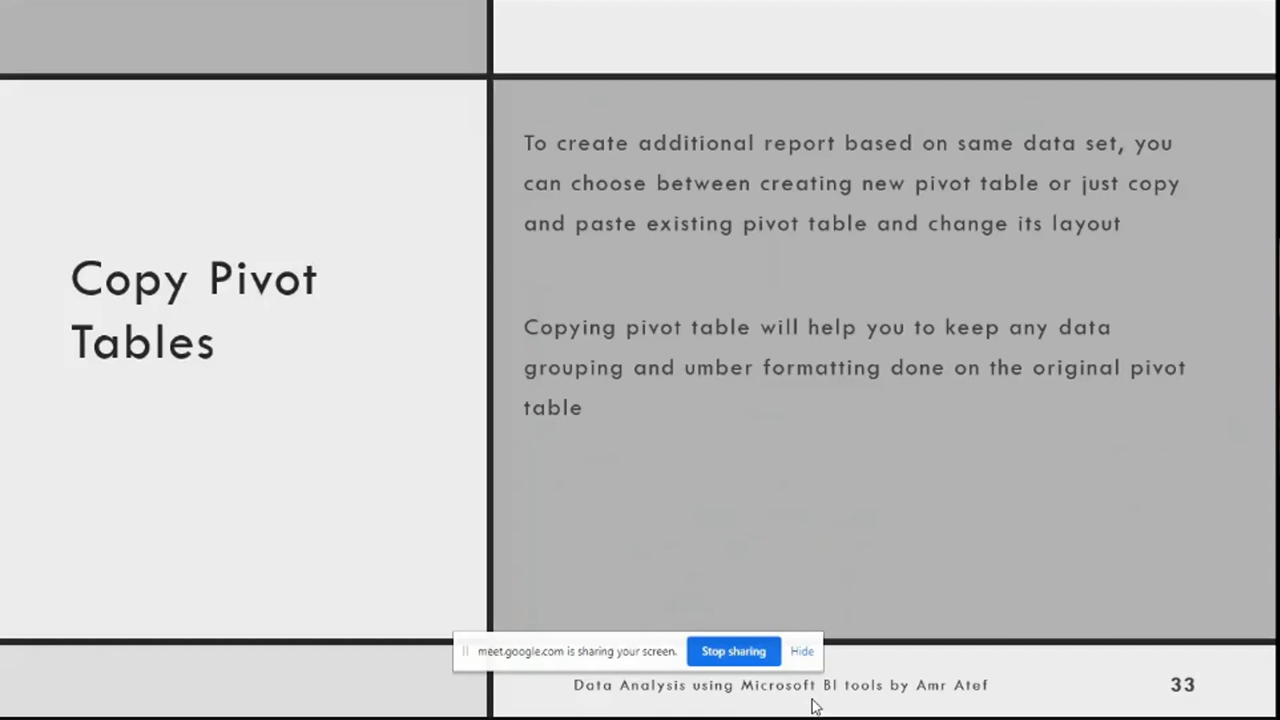 Copy Pivot
Tables
To create additional report based on same data set, you
can choose between creating new pivot table or just copy
and paste existing pivot table and change its layout
Copying pivot table will help you to keep any data
grouping and umber formatting done on the original pivot
table
meet.google.com is sharing your screen.
Stop sharing
Hide
Data Analysis using Microsoft BI tools by Amr Atef
33